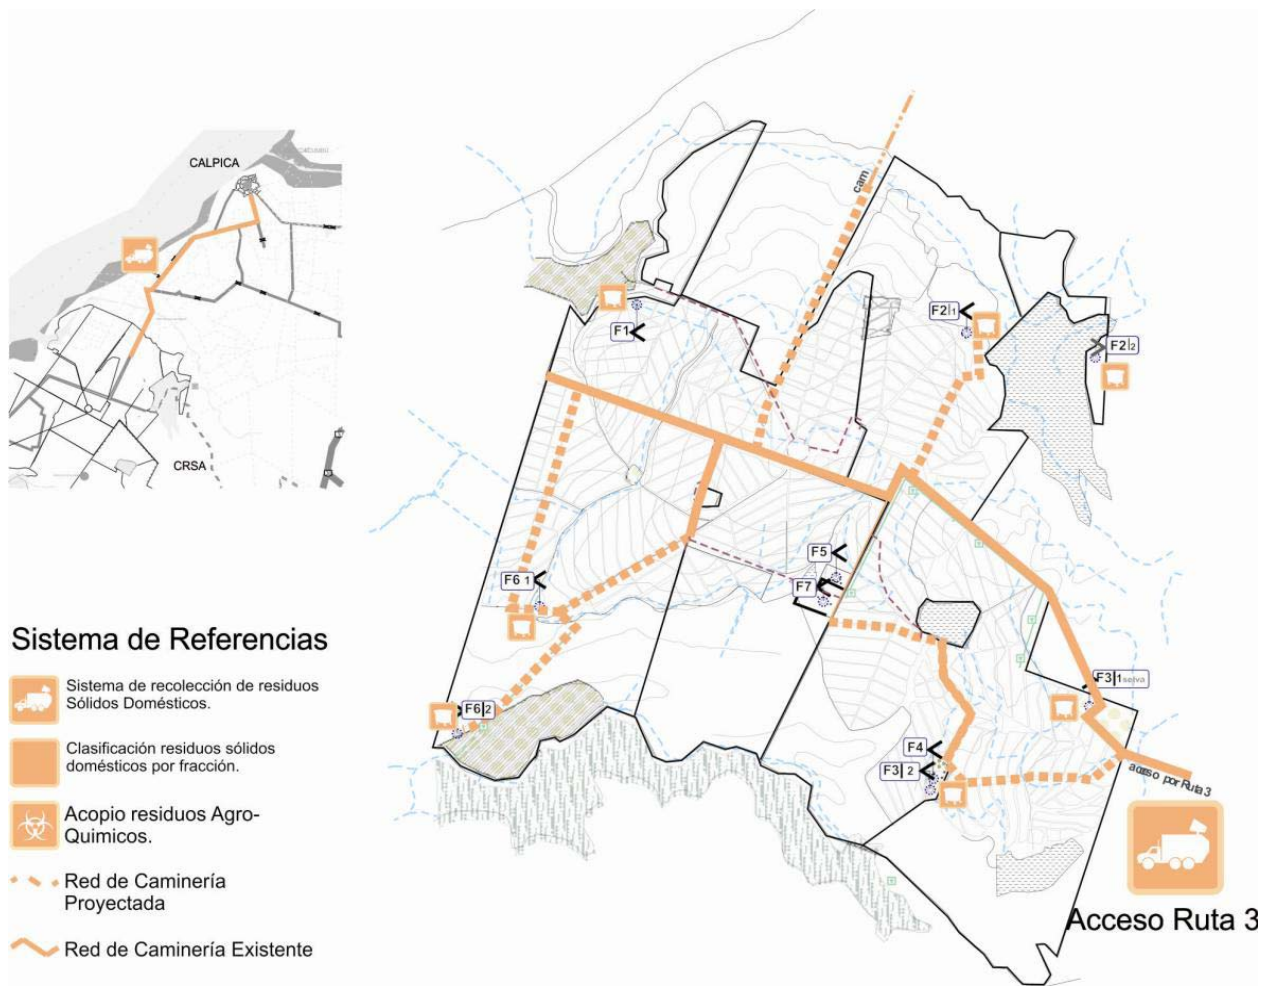 CALPICA
CRSA
cam
F1
F2|1
F2|2
F5
F6 1
F7
F3|1 selva
F6|2
F4
F3| 2
acceso por Ruta 3
Acceso Ruta 3
Sistema de Referencias
Sistema de recolección de residuos
Sólidos Domésticos.
Clasificación residuos sólidos
domésticos por fracción.
Acopio residuos Agro-
Quimicos.
Red de Caminería
Proyectada
Red de Caminería Existente